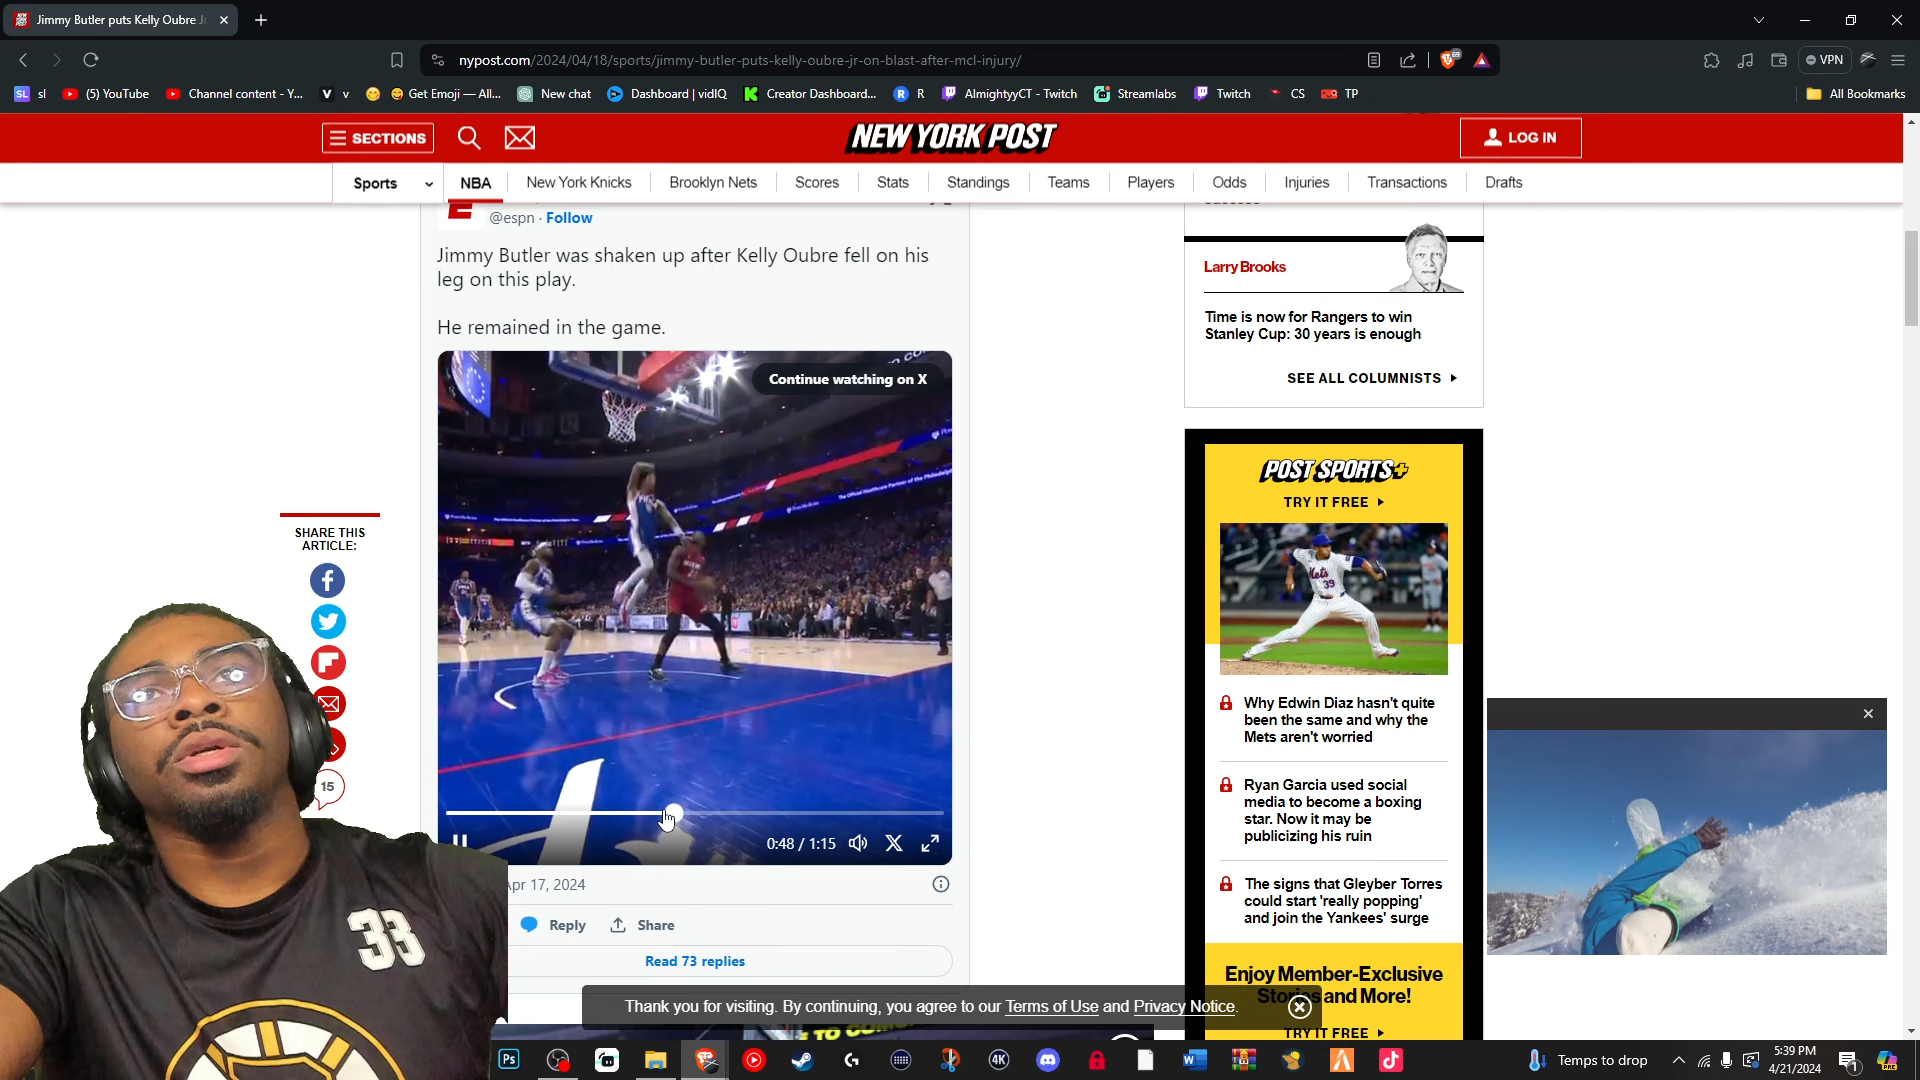 Jimmy Butler puts Kelly Oubre J
nypost.com/2024/04/18/sports/jimmy-butler-puts-kelly-oubre-jr-on-blast-after-mcl-injury/
69
VPN
SL sl
(5) YouTube
Channel content - Y...
V v
Get Emoji — All...
New chat
Dashboard | vidIQ
Creator Dashboard...
R R
AlmightyyCT - Twitch
Streamlabs
Twitch
CS
TP
All Bookmarks
SECTIONS
NEW YORK POST
LOG IN
Sports
NBA
New York Knicks
Brooklyn Nets
Scores
Stats
Standings
Teams
Players
Odds
Injuries
Transactions
Drafts
@espn · Follow
Jimmy Butler was shaken up after Kelly Oubre fell on his
leg on this play.
He remained in the game.
Continue watching on X
0:48 / 1:15
Apr 17, 2024
Reply
Share
Read 73 replies
SHARE THIS
ARTICLE:
15
33
Larry Brooks
Time is now for Rangers to win
Stanley Cup: 30 years is enough
SEE ALL COLUMNISTS
POST SPORTS+
TRY IT FREE
Mets
39
Why Edwin Diaz hasn't quite
been the same and why the
Mets aren't worried
Ryan Garcia used social
media to become a boxing
star. Now it may be
publicizing his ruin
The signs that Gleyber Torres
could start 'really popping'
and join the Yankees' surge
Enjoy Member-Exclusive
Stories and More!
TRY IT FREE
Thank you for visiting. By continuing, you agree to our Terms of Use and Privacy Notice.
Ps
4K
Temps to drop
5:39 PM
4/21/2024
1